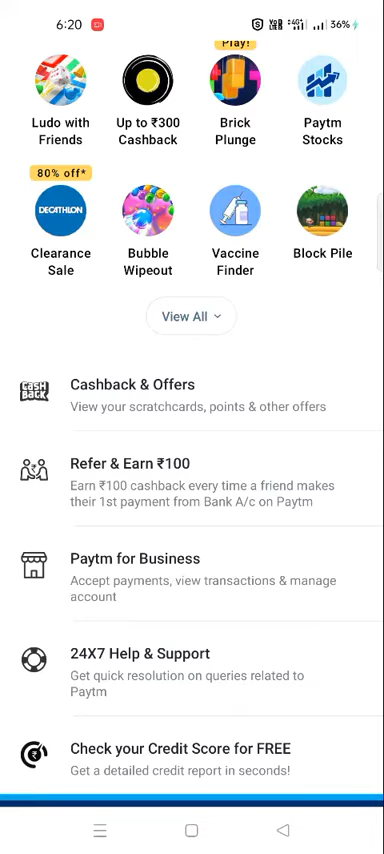 6:20
36%
Play!
Ludo with
Friends
Up to ₹300
Cashback
Brick
Plunge
Paytm
Stocks
80% off*
DECATHLON
Clearance
Sale
Bubble
Wipeout
Vaccine
Finder
Block Pile
View All
CASH
BACK
Cashback & Offers
View your scratchcards, points & other offers
Refer & Earn ₹100
Earn ₹100 cashback every time a friend makes
their 1st payment from Bank A/c on Paytm
Paytm for Business
Accept payments, view transactions & manage
account
24X7 Help & Support
Get quick resolution on queries related to
Paytm
Check your Credit Score for FREE
Get a detailed credit report in seconds!